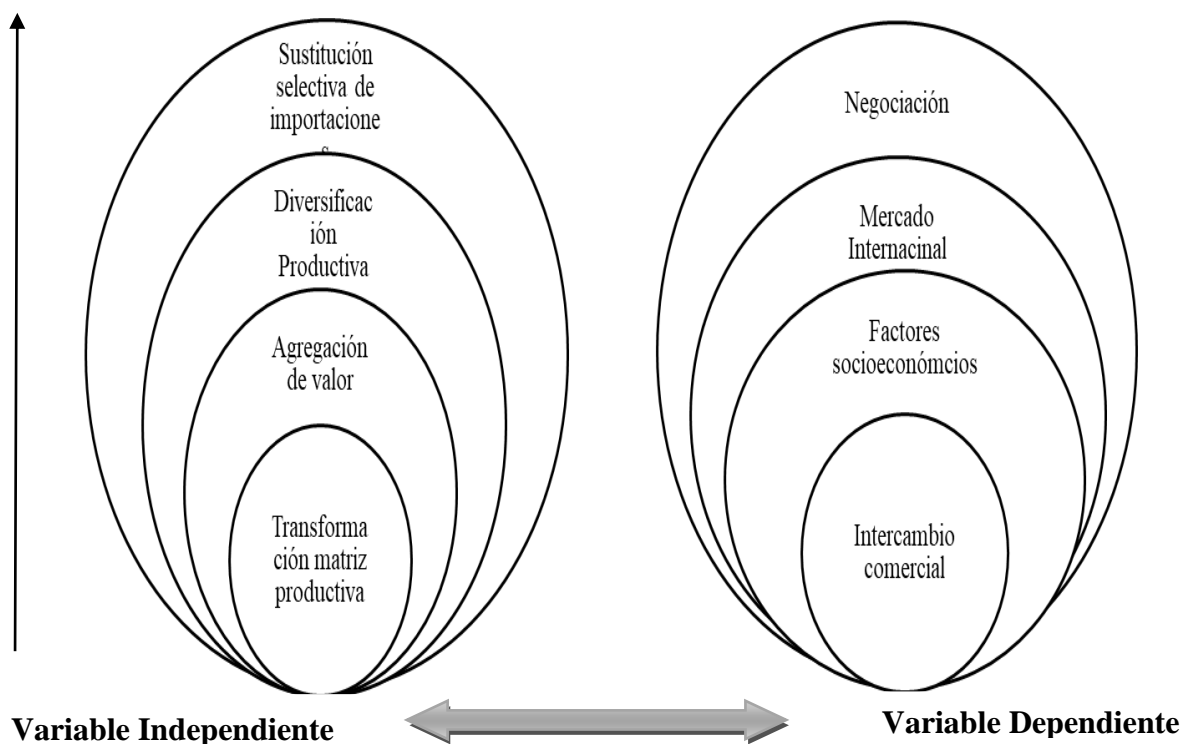 Sustitución
selectiva de
importacione
s
Diversificac
ión
Productiva
Agregación
de valor
Transforma
ción matriz
productiva
Negociación
Mercado
Internacinal
Factores
socioeconómcios
Intercambio
comercial
Variable Independiente
Variable Dependiente